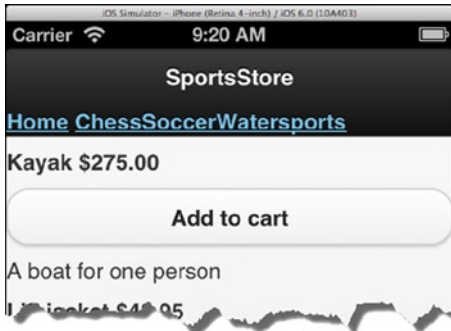 iOS Simulator – iPhone (Retina 4-inch) / iOS 6.0 (10A403)
Carrier 9:20 AM
SportsStore
Home ChessSoccerWatersports
Kayak $275.00
Add to cart
A boat for one person